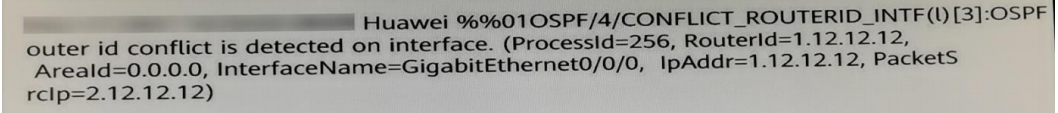 Huawei %%01OSPF/4/CONFLICT_ROUTERID_INTF(l)[3]:OSPF
outer id conflict is detected on interface. (ProcessId=256, RouterId=1.12.12.12,
AreaId=0.0.0.0, InterfaceName=GigabitEthernet0/0/0, IpAddr=1.12.12.12, PacketS
rcIp=2.12.12.12)